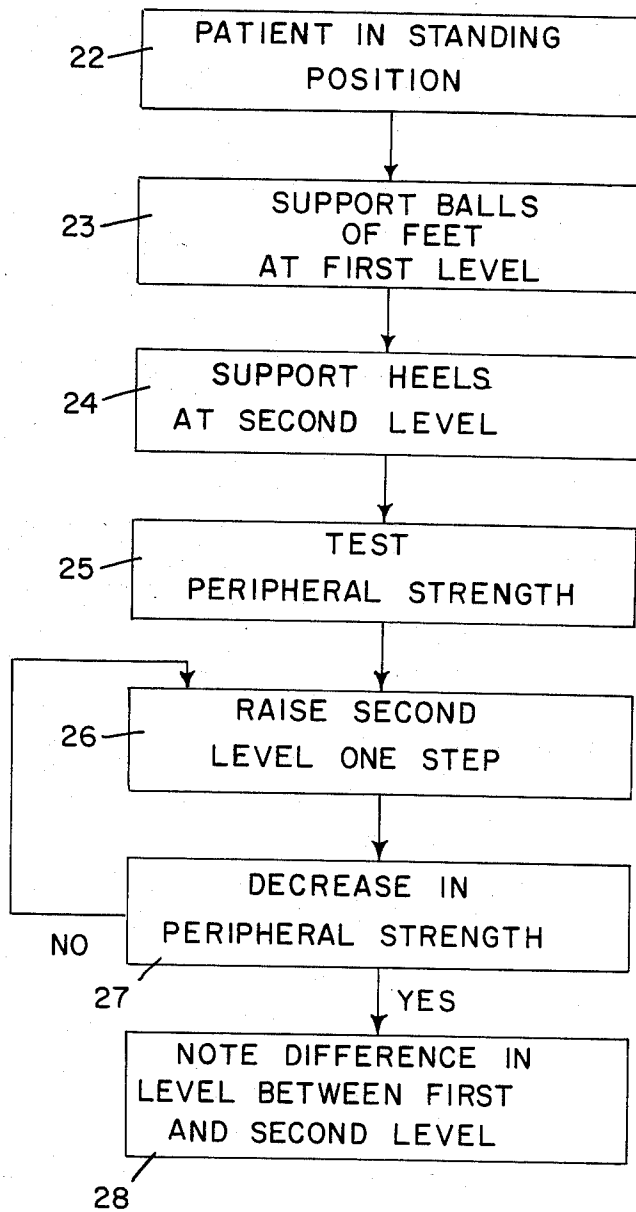 22
PATIENT IN STANDING
POSITION
23
SUPPORT BALLS
OF FEET
AT FIRST LEVEL
24
SUPPORT HEELS
AT SECOND LEVEL
25
TEST
PERIPHERAL STRENGTH
26
RAISE SECOND
LEVEL ONE STEP
DECREASE IN
PERIPHERAL STRENGTH
NO
27
YES
NOTE DIFFERENCE IN
LEVEL BETWEEN FIRST
AND SECOND LEVEL
28